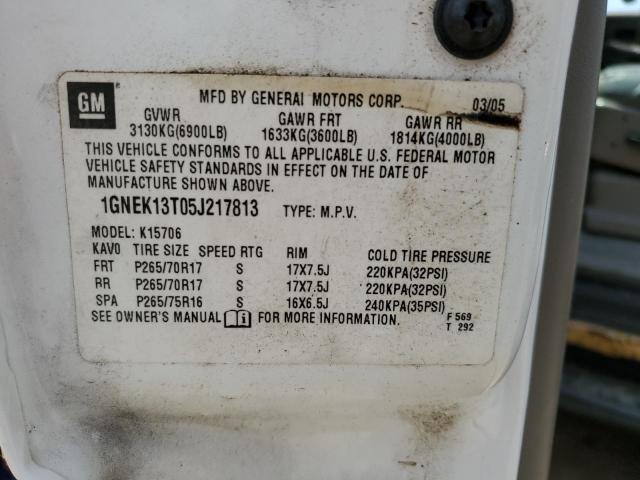 GM
MFD BY GENERAL MOTORS CORP. 03/05
GVWR GAWR FRT GAWR RR
3130KG(6900LB) 1633KG(3600LB) 1814KG(4000LB)
THIS VEHICLE CONFORMS TO ALL APPLICABLE U.S. FEDERAL MOTOR
VEHICLE SAFETY STANDARDS IN EFFECT ON THE DATE OF
MANUFACTURE SHOWN ABOVE.
1GNEK13T05J217813 TYPE: M.P.V.
MODEL: K15706
KAVO TIRE SIZE SPEED RTG RIM COLD TIRE PRESSURE
FRT P265/70R17 S 17X7.5J 220KPA(32PSI)
RR P265/70R17 S 17X7.5J 220KPA(32PSI)
SPA P265/75R16 S 16X6.5J 240KPA(35PSI)
SEE OWNER'S MANUAL i FOR MORE INFORMATION.
F 569
T 292